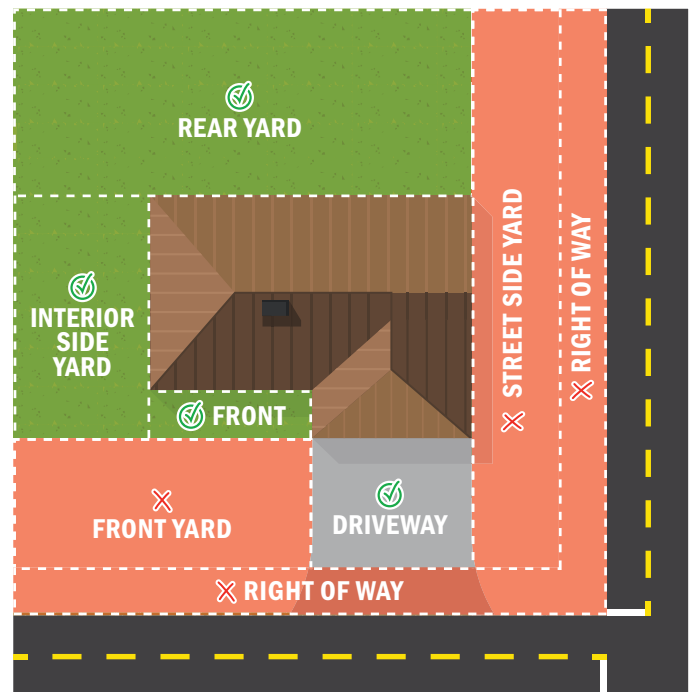 REAR YARD
INTERIOR
SIDE
YARD
FRONT
STREET SIDE YARD
RIGHT OF WAY
FRONT YARD
DRIVEWAY
RIGHT OF WAY